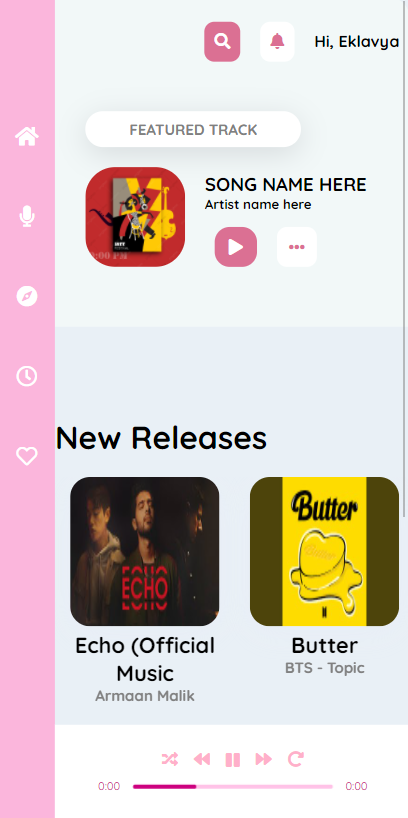 Hi, Eklavya
FEATURED TRACK
SONG NAME HERE
Artist name here
New Releases
ECHO
Butter
Echo (Official
Music
Armaan Malik
Butter
BTS - Topic
0:00
0:00